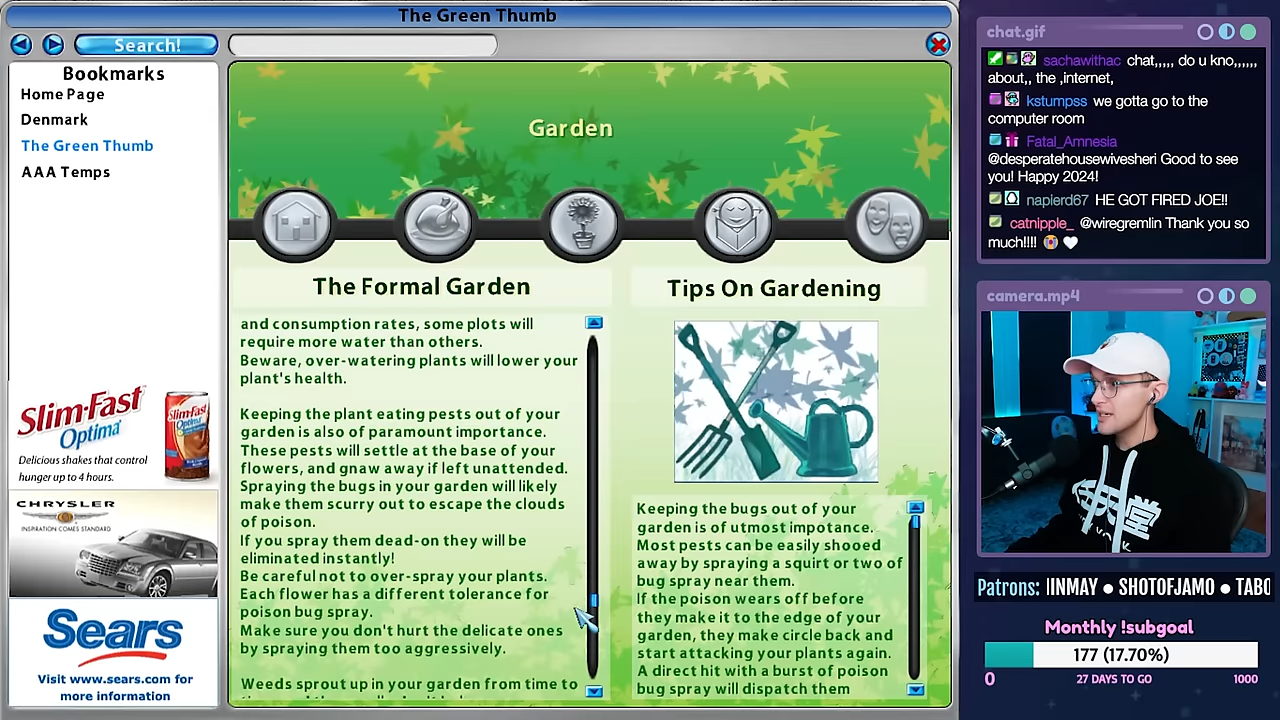 The Green Thumb
Search!
Bookmarks
Home Page
Denmark
The Green Thumb
AAA Temps
Slim•Fast
Optima
Delicious shakes that control
hunger up to 4 hours.
CHRYSLER
INSPIRATION COMES STANDARD
Sears
Visit www.sears.com for
more information
Garden
The Formal Garden
and consumption rates, some plots will
require more water than others.
Beware, over-watering plants will lower your
plant's health.
Keeping the plant eating pests out of your
garden is also of paramount importance.
These pests will settle at the base of your
flowers, and gnaw away if left unattended.
Spraying the bugs in your garden will likely
make them scurry out to escape the clouds
of poison.
If you spray them dead-on they will be
eliminated instantly!
Be careful not to over-spray your plants.
Each flower has a different tolerance for
poison bug spray.
Make sure you don't hurt the delicate ones
by spraying them too aggressively.
Weeds sprout up in your garden from time to
Tips On Gardening
Keeping the bugs out of your
garden is of utmost impotance.
Most pests can be easily shooed
away by spraying a squirt or two of
bug spray near them.
If the poison wears off before
they make it to the edge of your
garden, they make circle back and
start attacking your plants again.
A direct hit with a burst of poison
bug spray will dispatch them
chat.gif
sachawithac chat,,,,, do u kno,,,,,,
about,, the ,internet,
kstumpss we gotta go to the
computer room
Fatal_Amnesia
@desperatehousewivesheri Good to see
you! Happy 2024!
napierd67 HE GOT FIRED JOE!!
catnipple_ @wiregremlin Thank you so
much!!!!
camera.mp4
Patrons: IINMAY ● SHOTOFJAMO ● TABO
Monthly !subgoal
177 (17.70%)
0 27 DAYS TO GO 1000